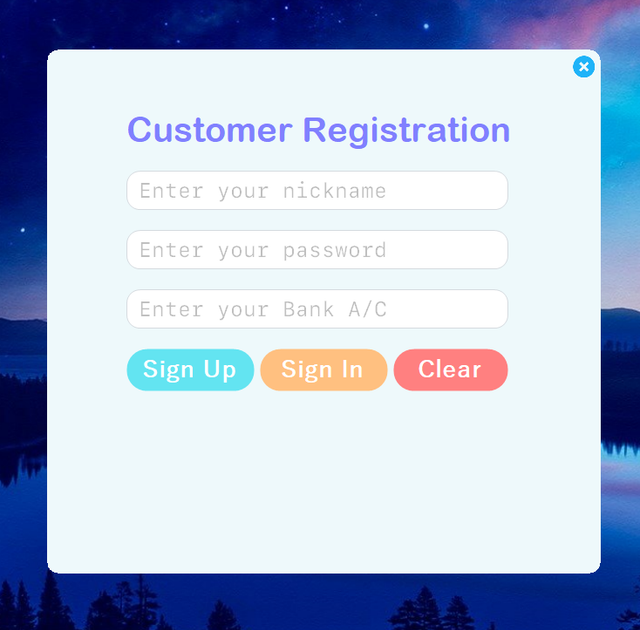 Customer Registration
Enter your nickname
Enter your password
Enter your Bank A/C
Sign Up Sign In Clear